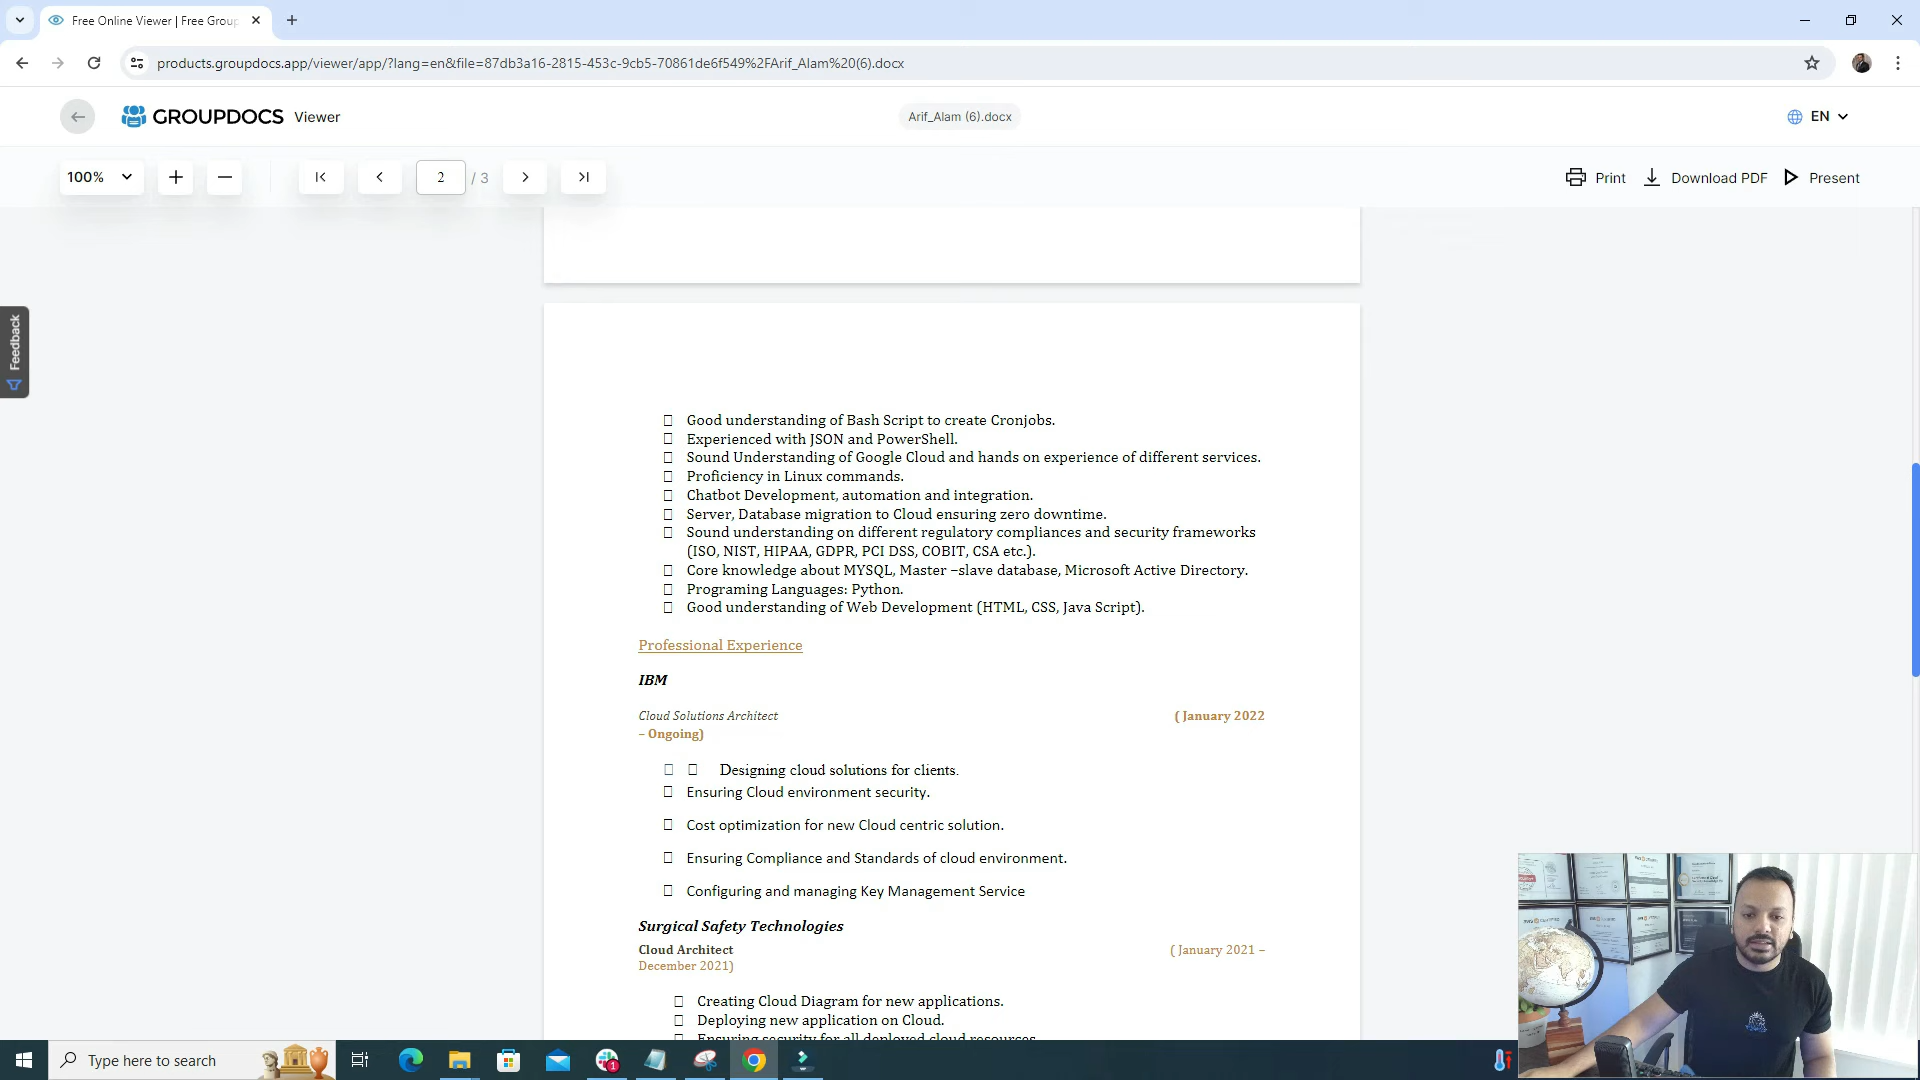 Free Online Viewer | Free Group
products.groupdocs.app/viewer/app/?lang=en&file=87db3a16-2815-453c-9cb5-70861de6f549%2FArif_Alam%20(6).docx
GROUPDOCS Viewer
Arif_Alam (6).docx
EN
100%
2 / 3
Print
Download PDF
Present
Feedback
Good understanding of Bash Script to create Cronjobs.
Experienced with JSON and PowerShell.
Sound Understanding of Google Cloud and hands on experience of different services.
Proficiency in Linux commands.
Chatbot Development, automation and integration.
Server, Database migration to Cloud ensuring zero downtime.
Sound understanding on different regulatory compliances and security frameworks
(ISO, NIST, HIPAA, GDPR, PCI DSS, COBIT, CSA etc.).
Core knowledge about MYSQL, Master –slave database, Microsoft Active Directory.
Programing Languages: Python.
Good understanding of Web Development (HTML, CSS, Java Script).
Professional Experience
IBM
Cloud Solutions Architect ( January 2022
– Ongoing)
Designing cloud solutions for clients.
Ensuring Cloud environment security.
Cost optimization for new Cloud centric solution.
Ensuring Compliance and Standards of cloud environment.
Configuring and managing Key Management Service
Surgical Safety Technologies
Cloud Architect ( January 2021 –
December 2021)
Creating Cloud Diagram for new applications.
Deploying new application on Cloud.
Ensuring security for all deployed cloud resources
Type here to search
1